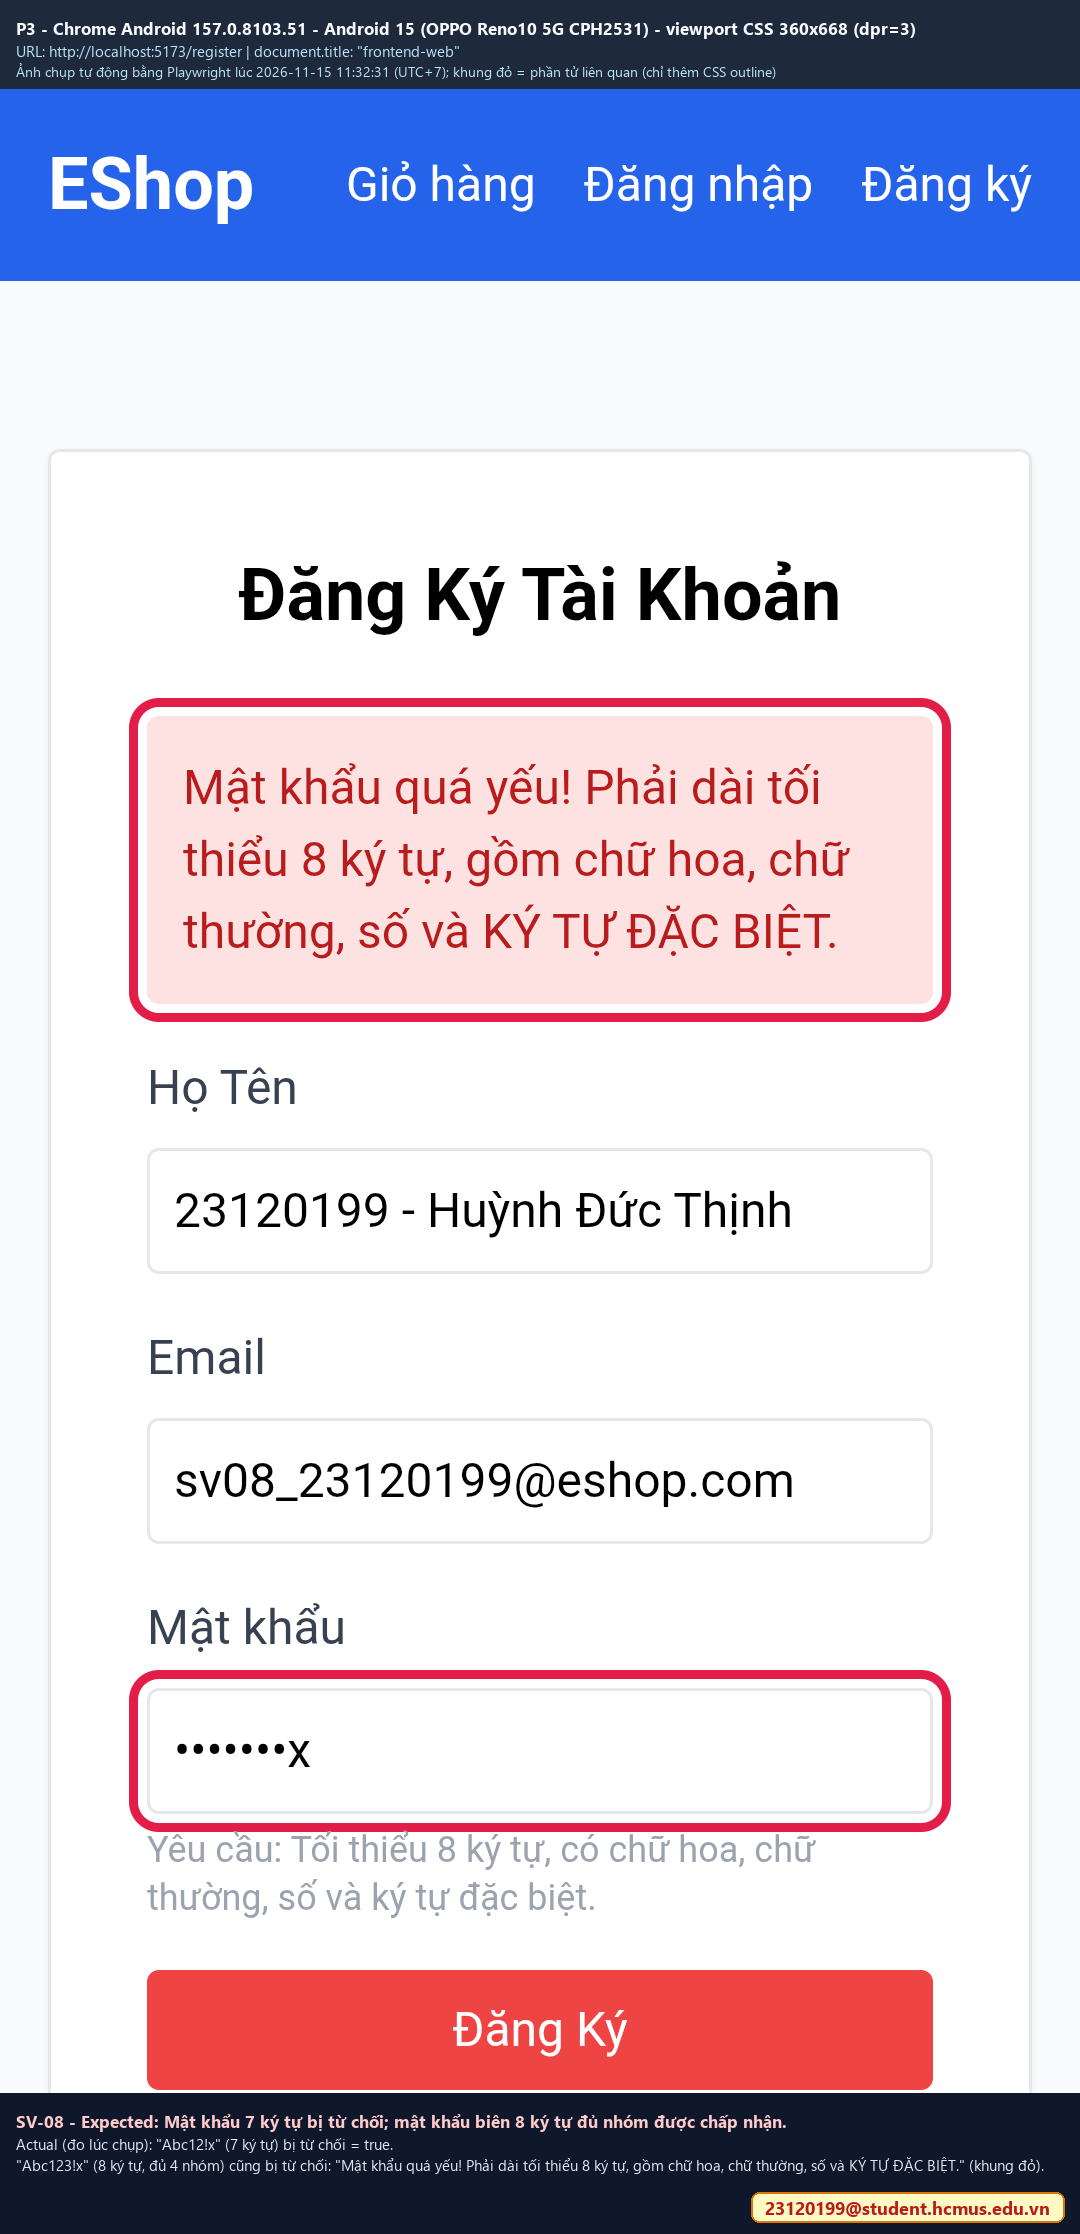 P3 - Chrome Android 157.0.8103.51 - Android 15 (OPPO Reno10 5G CPH2531) - viewport CSS 360x668 (dpr=3)
URL: http://localhost:5173/register | document.title: "frontend-web"
Ảnh chụp tự động bằng Playwright lúc 2026-11-15 11:32:31 (UTC+7); khung đỏ = phần tử liên quan (chỉ thêm CSS outline)
EShop Giỏ hàng Đăng nhập Đăng ký
Đăng Ký Tài Khoản
Mật khẩu quá yếu! Phải dài tối
thiểu 8 ký tự, gồm chữ hoa, chữ
thường, số và KÝ TỰ ĐẶC BIỆT.
Họ Tên
23120199 - Huỳnh Đức Thịnh
Email
sv08_23120199@eshop.com
Mật khẩu
•••••••x
Yêu cầu: Tối thiểu 8 ký tự, có chữ hoa, chữ
thường, số và ký tự đặc biệt.
Đăng Ký
SV-08 - Expected: Mật khẩu 7 ký tự bị từ chối; mật khẩu biên 8 ký tự đủ nhóm được chấp nhận.
Actual (đo lúc chụp): "Abc12!x" (7 ký tự) bị từ chối = true.
"Abc123!x" (8 ký tự, đủ 4 nhóm) cũng bị từ chối: "Mật khẩu quá yếu! Phải dài tối thiểu 8 ký tự, gồm chữ hoa, chữ thường, số và KÝ TỰ ĐẶC BIỆT." (khung đỏ).
23120199@student.hcmus.edu.vn